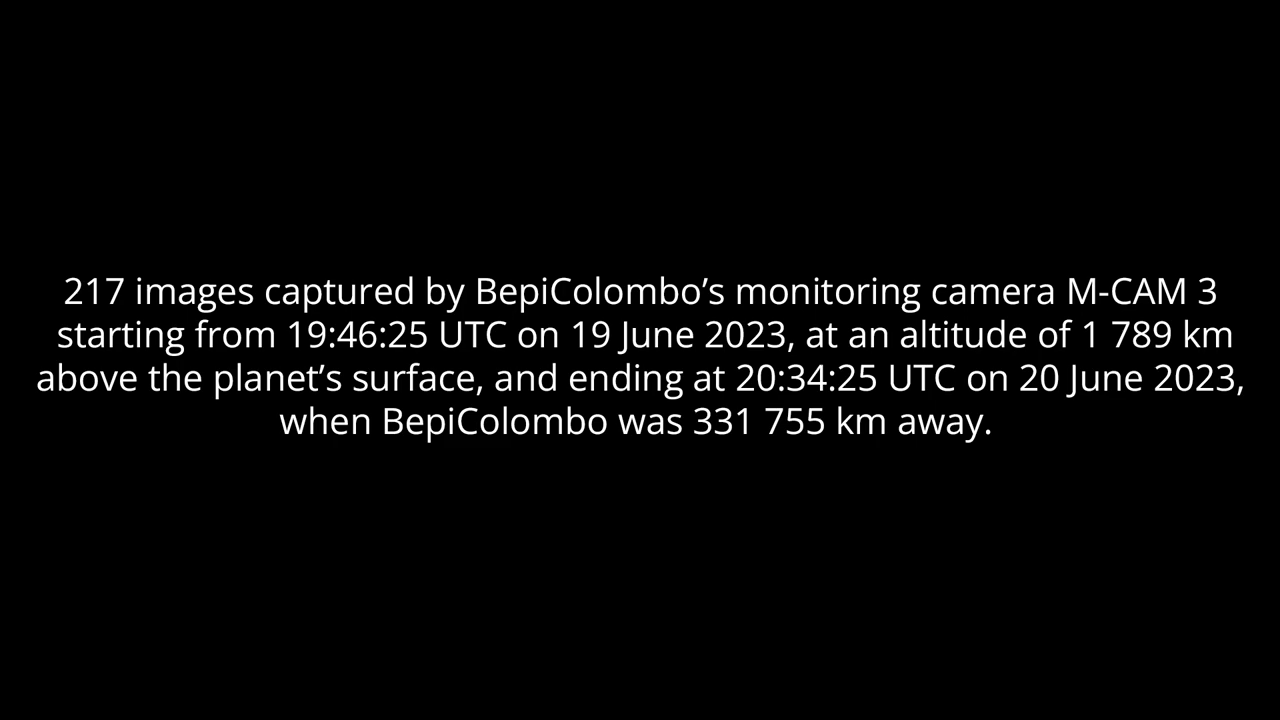 217 images captured by BepiColombo’s monitoring camera M-CAM 3
starting from 19:46:25 UTC on 19 June 2023, at an altitude of 1 789 km
above the planet’s surface, and ending at 20:34:25 UTC on 20 June 2023,
when BepiColombo was 331 755 km away.